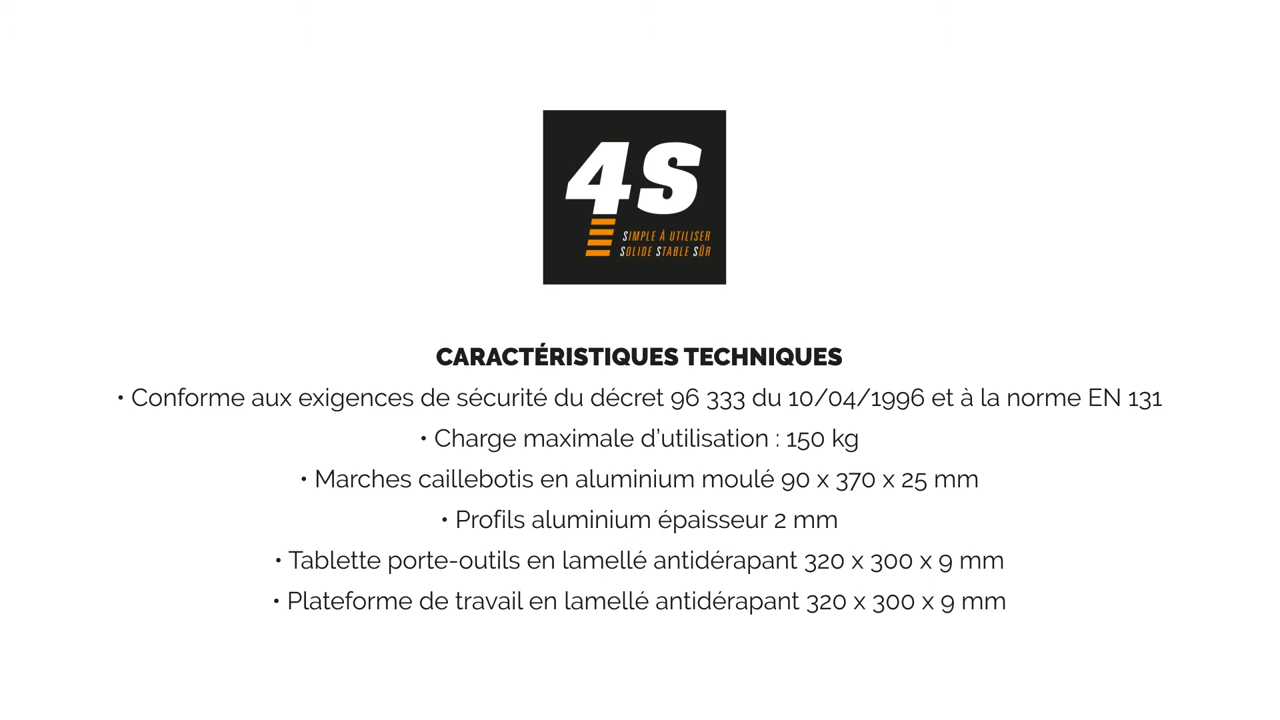 4S
SIMPLE À UTILISER
SOLIDE STABLE SÛR
CARACTÉRISTIQUES TECHNIQUES
• Conforme aux exigences de sécurité du décret 96 333 du 10/04/1996 et à la norme EN 131
• Charge maximale d’utilisation : 150 kg
• Marches caillebotis en aluminium moulé 90 x 370 x 25 mm
• Profils aluminium épaisseur 2 mm
• Tablette porte-outils en lamellé antidérapant 320 x 300 x 9 mm
• Plateforme de travail en lamellé antidérapant 320 x 300 x 9 mm